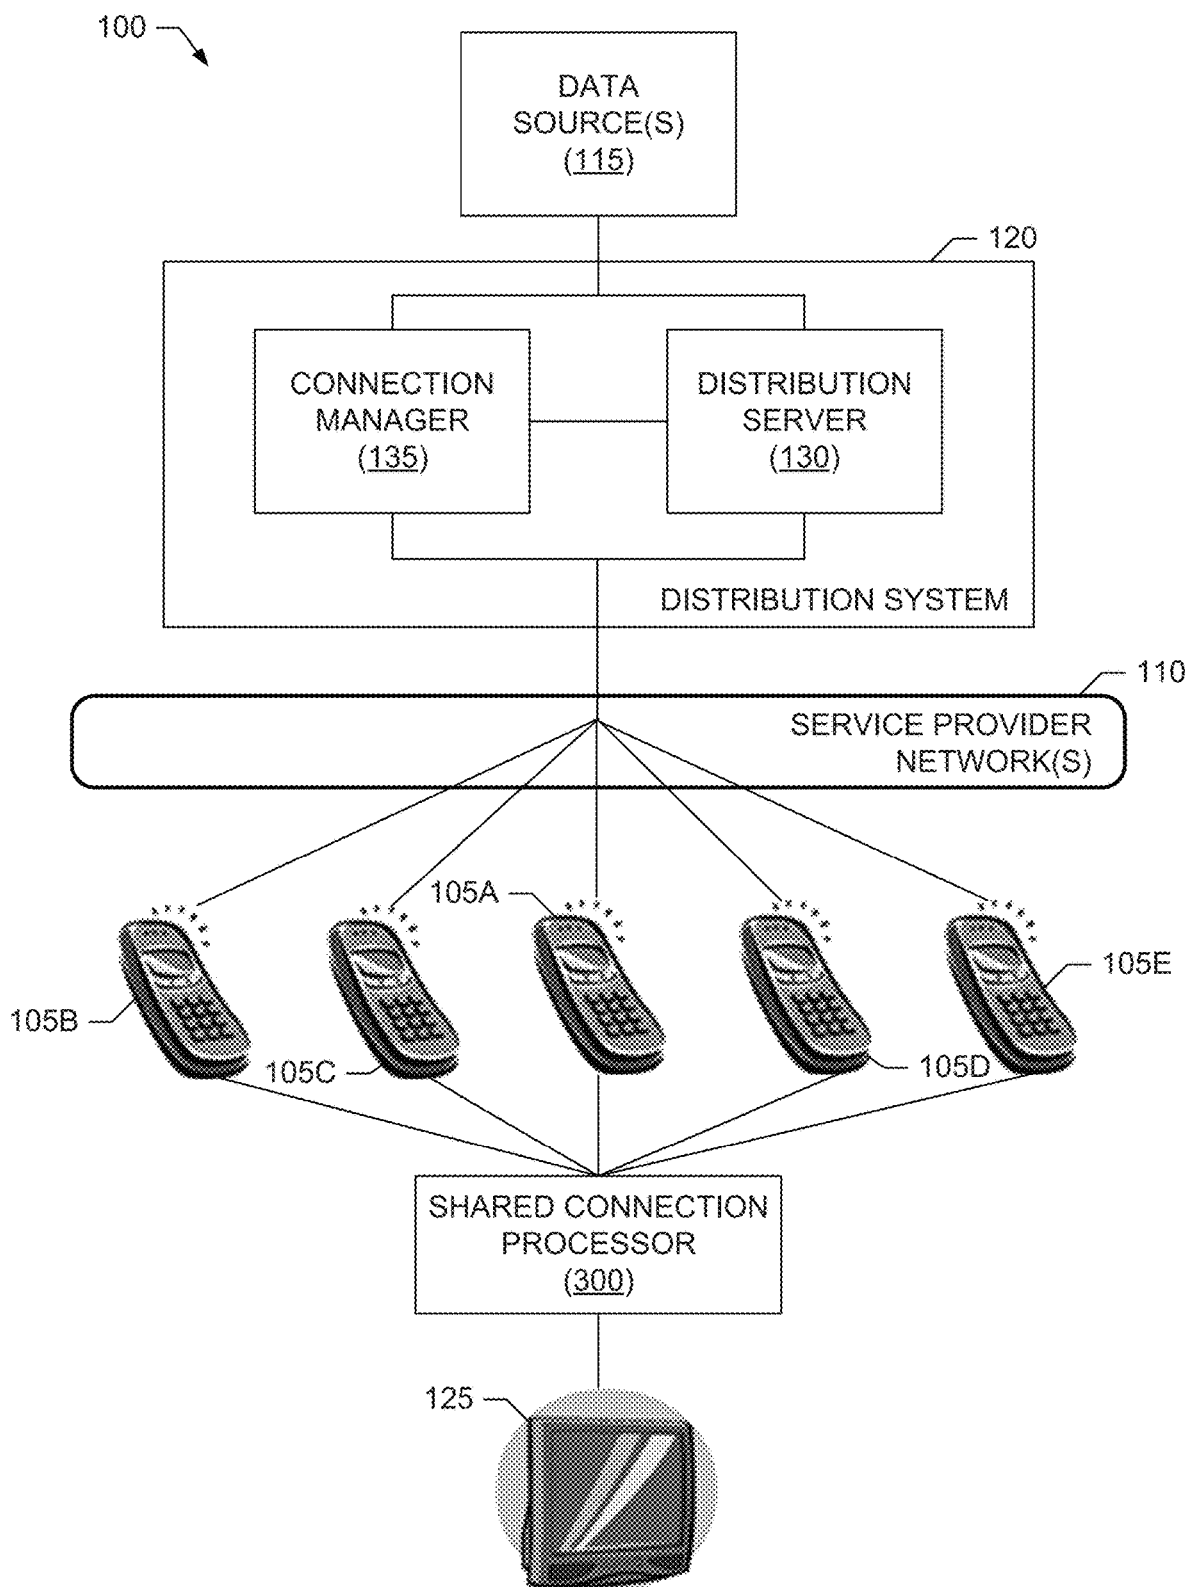 100
DATA
SOURCE(S)
(115)
120
CONNECTION
MANAGER
(135)
DISTRIBUTION
SERVER
(130)
DISTRIBUTION SYSTEM
110
SERVICE PROVIDER
NETWORK(S)
105A
105E
105B
105C
105D
SHARED CONNECTION
PROCESSOR
(300)
125